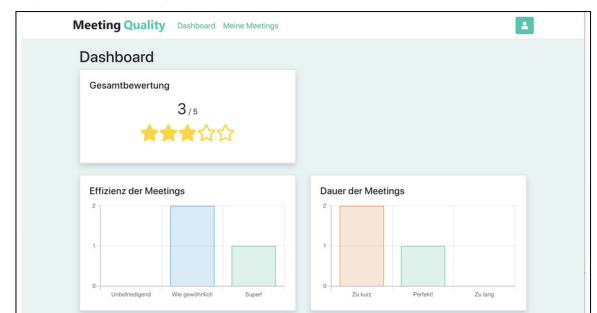 Meeting Quality Dashboard Meine Meetings
Dashboard
Gesamtbewertung
3 / 5
Effizienz der Meetings
2
1
0
Unbefriedigend Wie gewöhnlich Super!
Dauer der Meetings
2
1
0
Zu kurz Perfekt! Zu lang